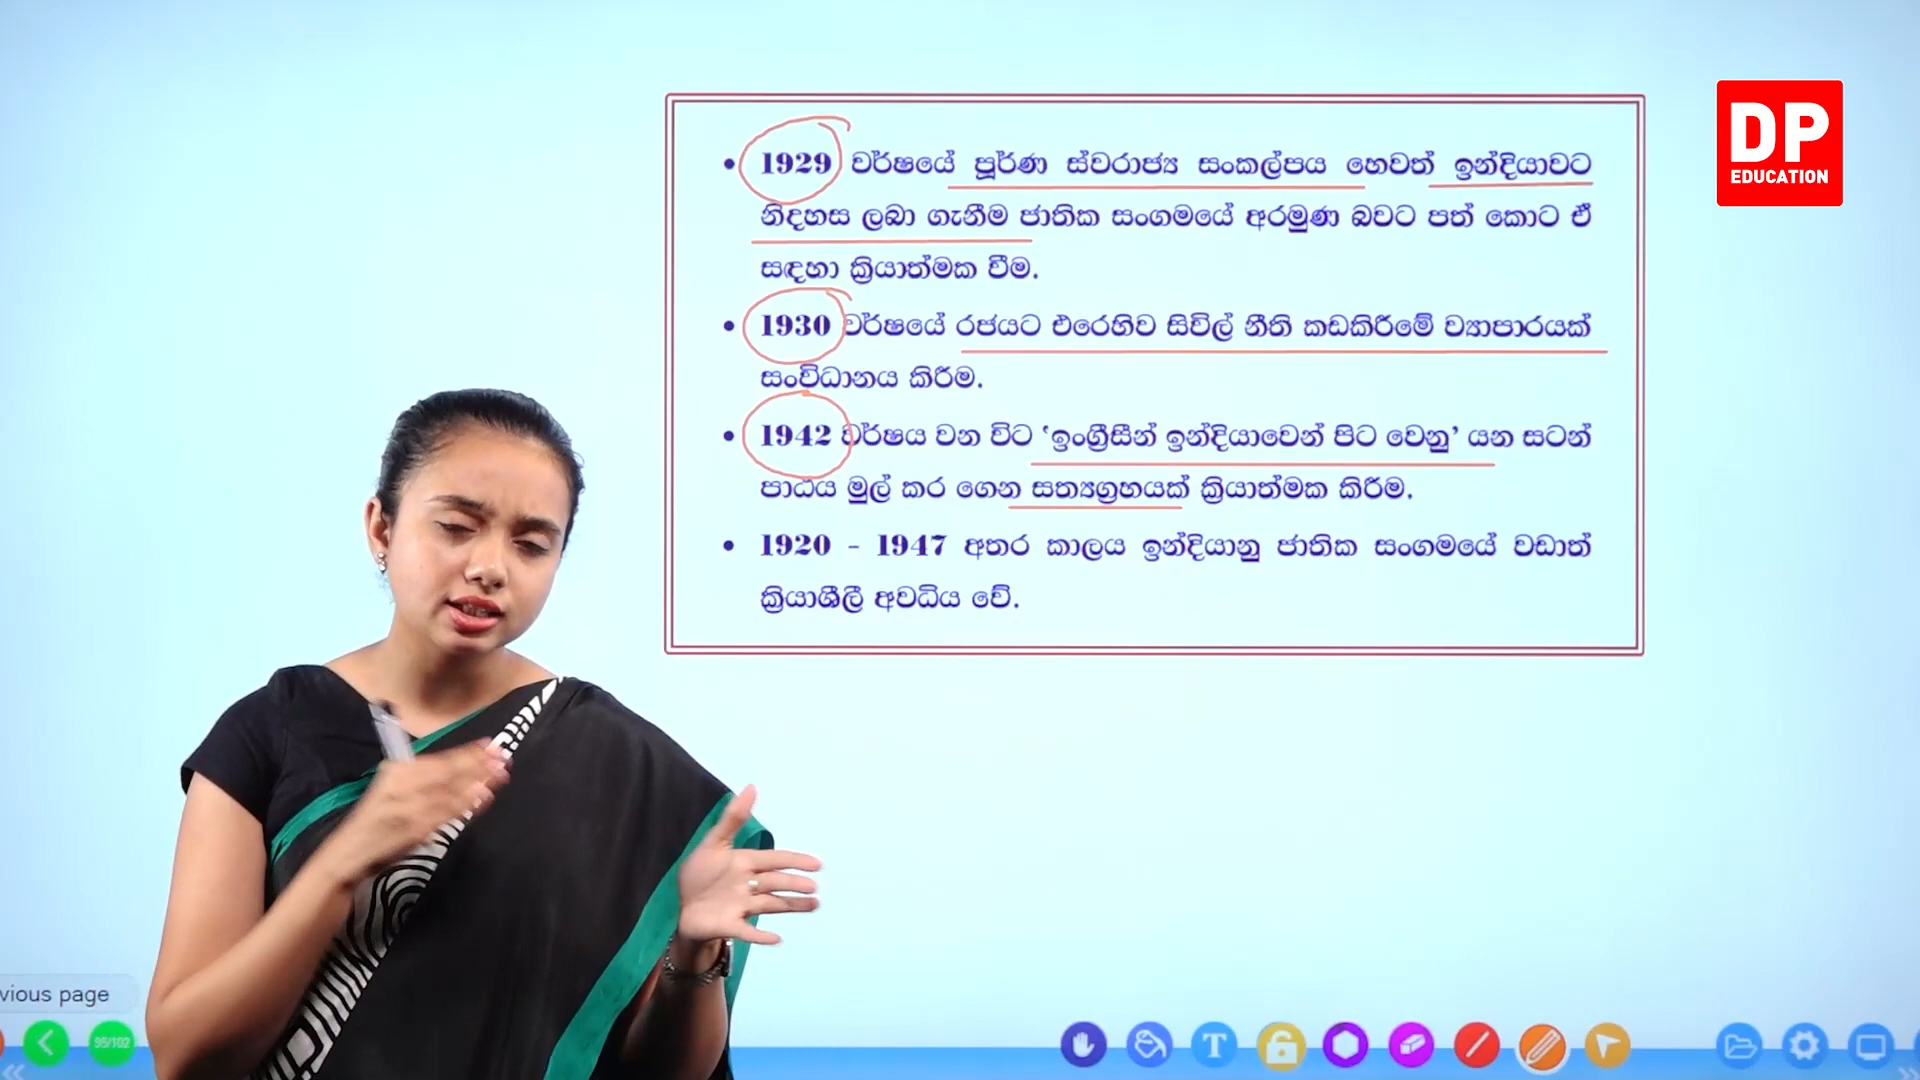 DP
EDUCATION
• 1929 වර්ෂයේ පූර්ණ ස්වරාජ්‍ය සංකල්පය හෙවත් ඉන්දියාවට
නිදහස ලබා ගැනීම ජාතික සංගමයේ අරමුණ බවට පත් කොට ඒ
සඳහා ක්‍රියාත්මක වීම.
• 1930 වර්ෂයේ රජයට එරෙහිව සිවිල් නීති කඩකිරීමේ ව්‍යාපාරයක්
සංවිධානය කිරීම.
• 1942 වර්ෂය වන විට ‘ඉංග්‍රීසීන් ඉන්දියාවෙන් පිට වෙනු’ යන සටන්
පාඨය මුල් කර ගෙන සත්‍යග්‍රහයක් ක්‍රියාත්මක කිරීම.
• 1920 - 1947 අතර කාලය ඉන්දියානු ජාතික සංගමයේ වඩාත්
ක්‍රියාශීලී අවධිය වේ.
vious page
95/102
T